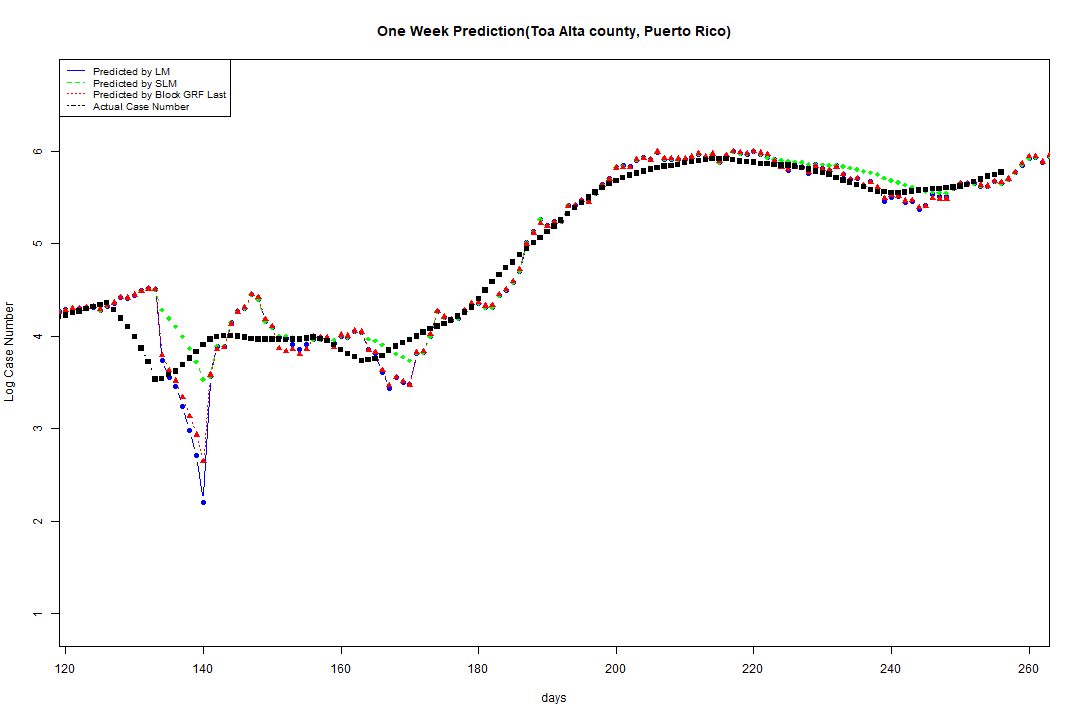 One Week Prediction(Toa Alta county, Puerto Rico)
Predicted by LM
Predicted by SLM
Predicted by Block GRF Last
Actual Case Number
Log Case Number
6
5
4
3
2
1
120 140 160 180 200 220 240 260
days